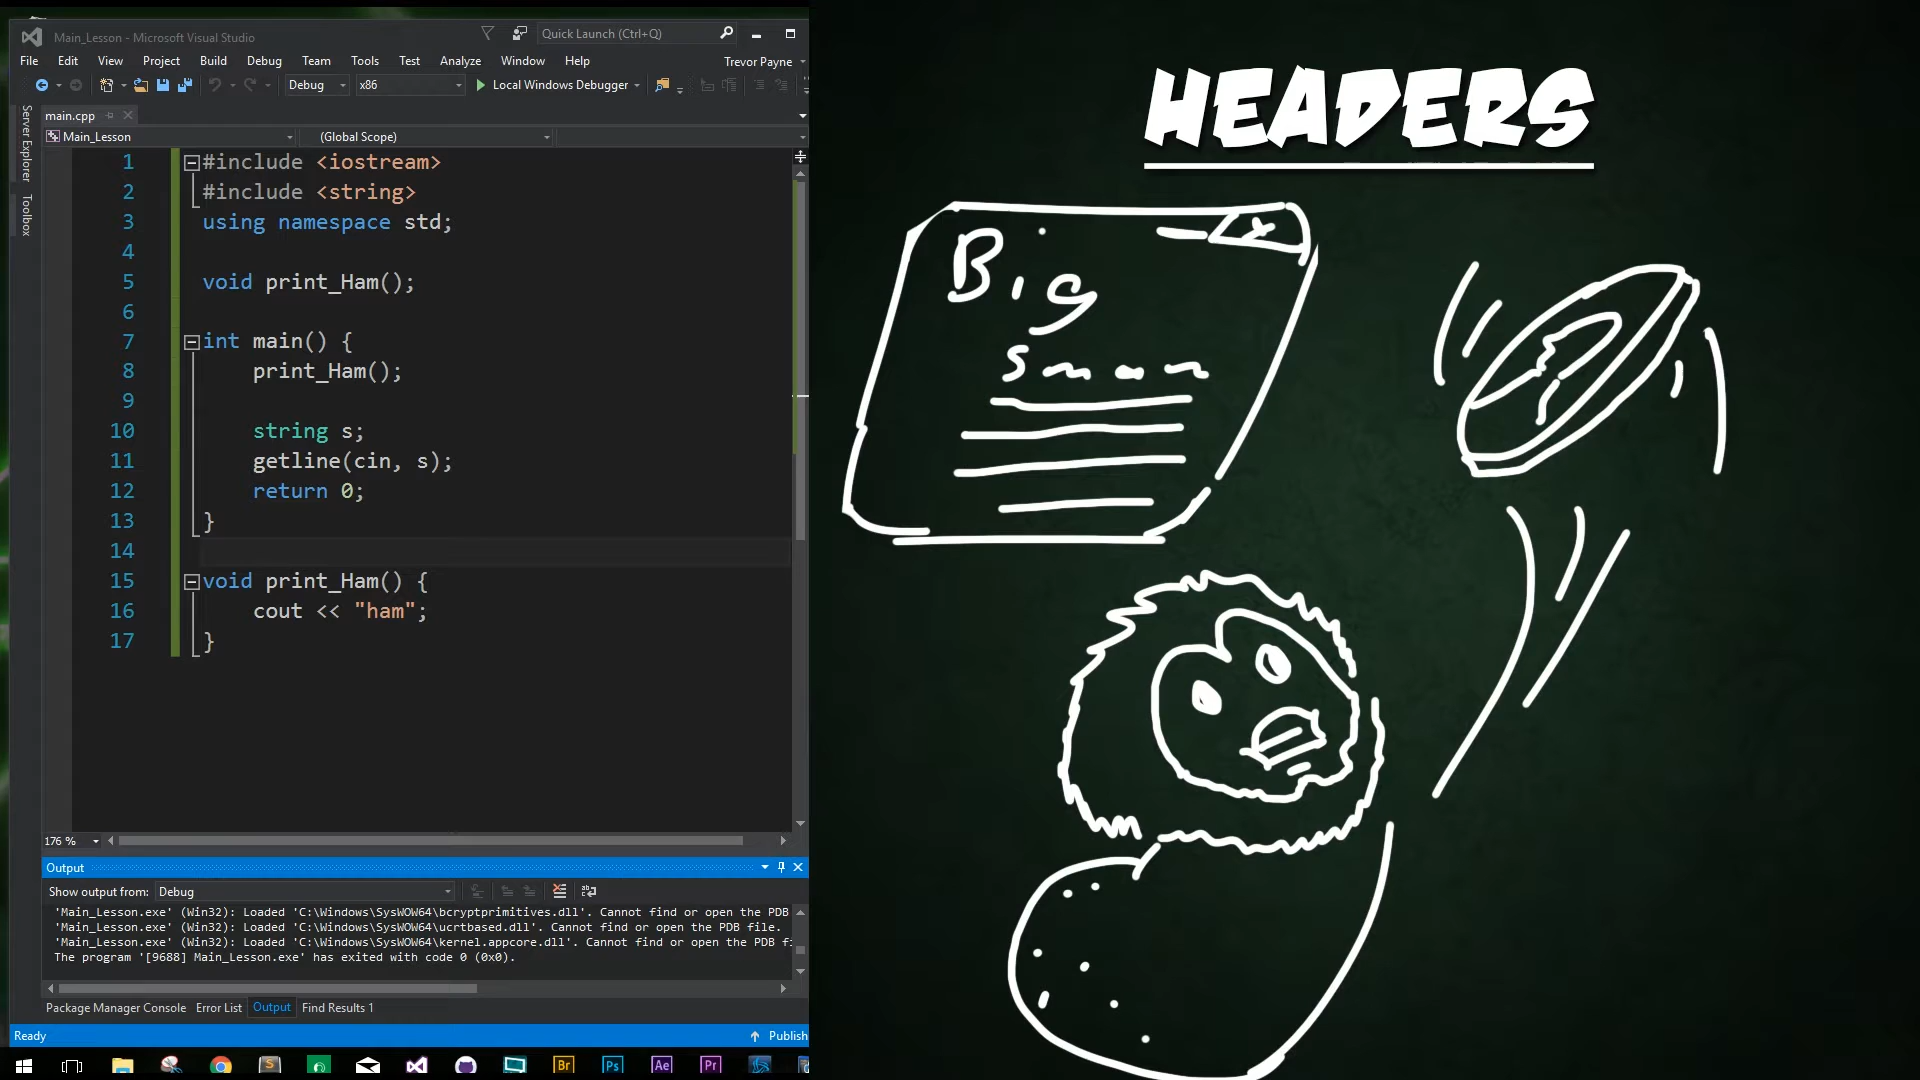 Main_Lesson - Microsoft Visual Studio
Quick Launch (Ctrl+Q)
File Edit View Project Build Debug Team Tools Test Analyze Window Help Trevor Payne
Debug x86 Local Windows Debugger
Server Explorer
Toolbox
main.cpp
Main_Lesson (Global Scope)
1 #include <iostream>
2 #include <string>
3 using namespace std;
4
5 void print_Ham();
6
7 int main() {
8 print_Ham();
9
10 string s;
11 getline(cin, s);
12 return 0;
13 }
14
15 void print_Ham() {
16 cout << "ham";
17 }
176 %
Output
Show output from: Debug
'Main_Lesson.exe' (Win32): Loaded 'C:\Windows\SysWOW64\bcryptprimitives.dll'. Cannot find or open the PDB
'Main_Lesson.exe' (Win32): Loaded 'C:\Windows\SysWOW64\ucrtbased.dll'. Cannot find or open the PDB file.
'Main_Lesson.exe' (Win32): Loaded 'C:\Windows\SysWOW64\kernel.appcore.dll'. Cannot find or open the PDB fi
The program '[9688] Main_Lesson.exe' has exited with code 0 (0x0).
Package Manager Console Error List Output Find Results 1
Ready Publish
Br Ps Ae Pr
HEADERS
Big